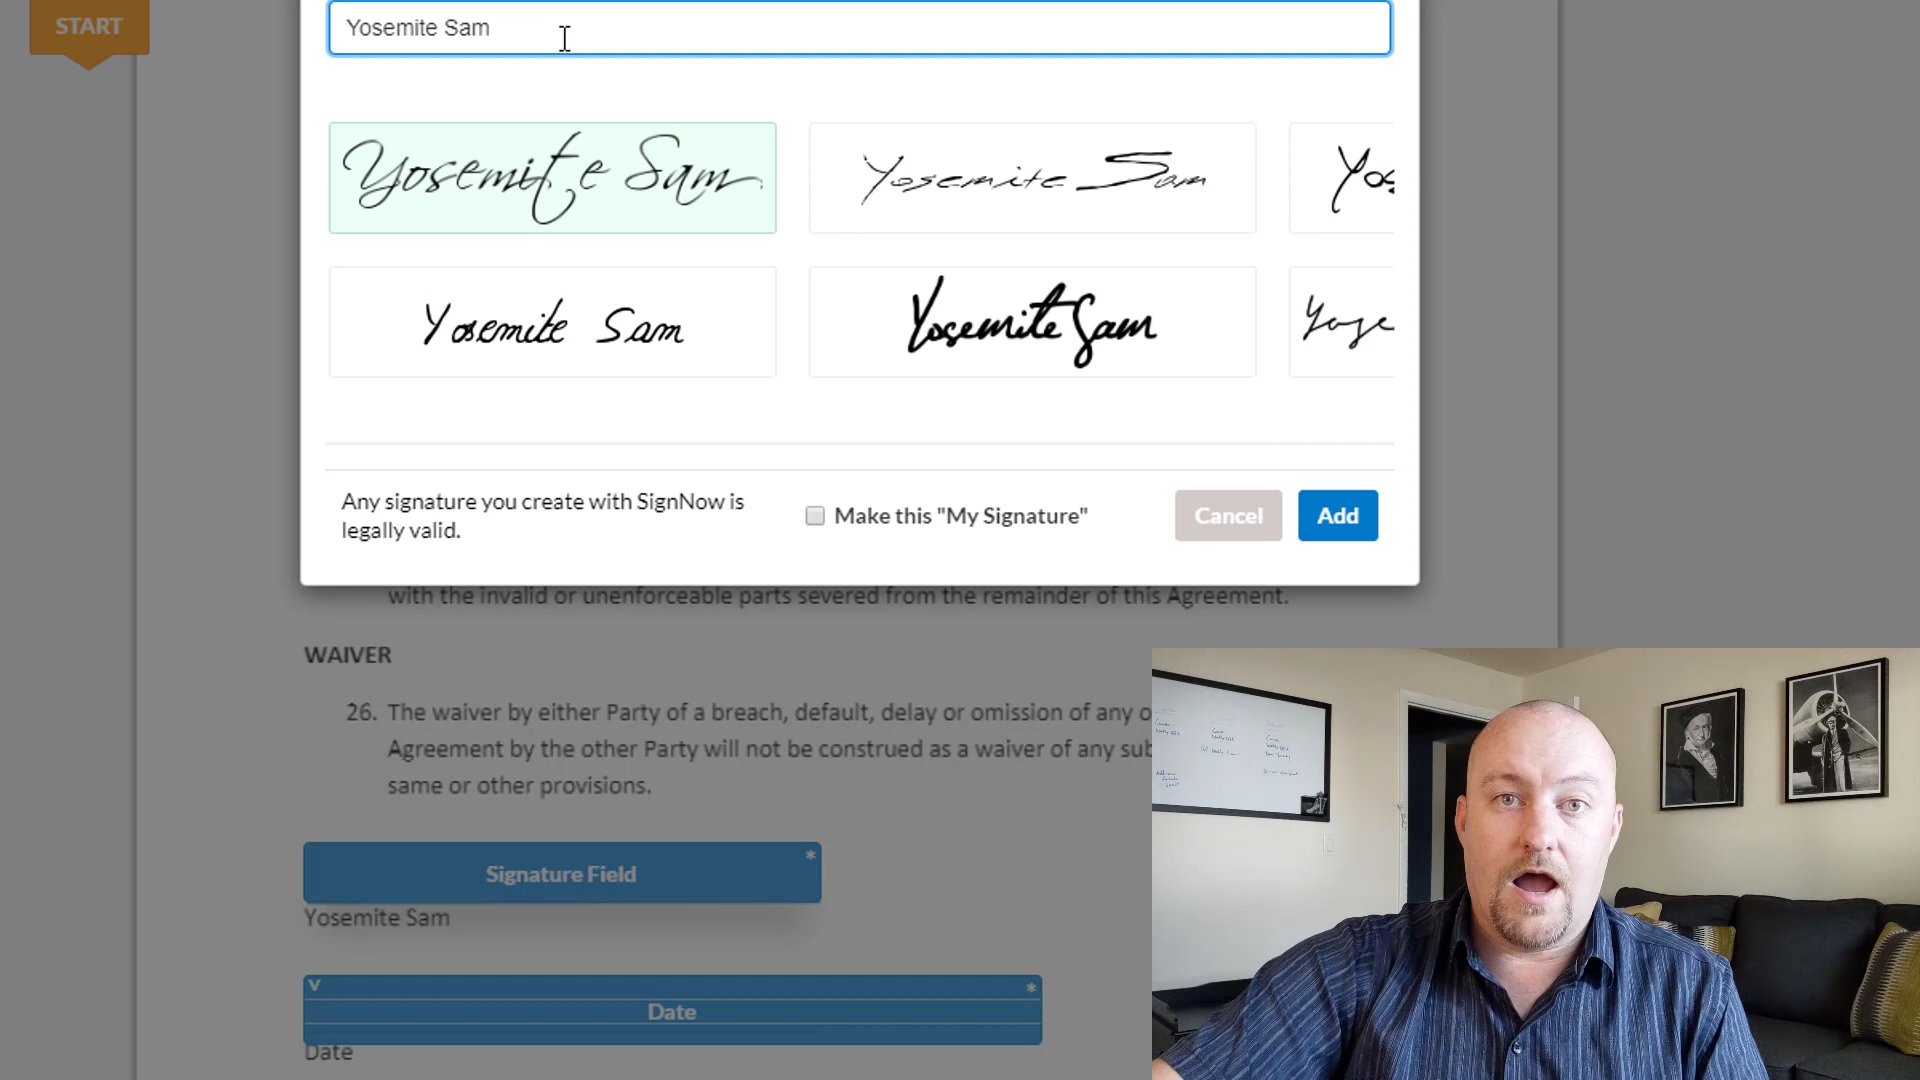 START
Yosemite Sam
Yosemite Sam
Yosemite Sam
Yos
Yosemite Sam
Yosemite Sam
Yose
Any signature you create with SignNow is
legally valid.
Make this "My Signature"
Cancel
Add
with the invalid or unenforceable parts severed from the remainder of this Agreement.
WAIVER
26. The waiver by either Party of a breach, default, delay or omission of any o
Agreement by the other Party will not be construed as a waiver of any sub
same or other provisions.
Signature Field
*
Yosemite Sam
v
*
Date
Date